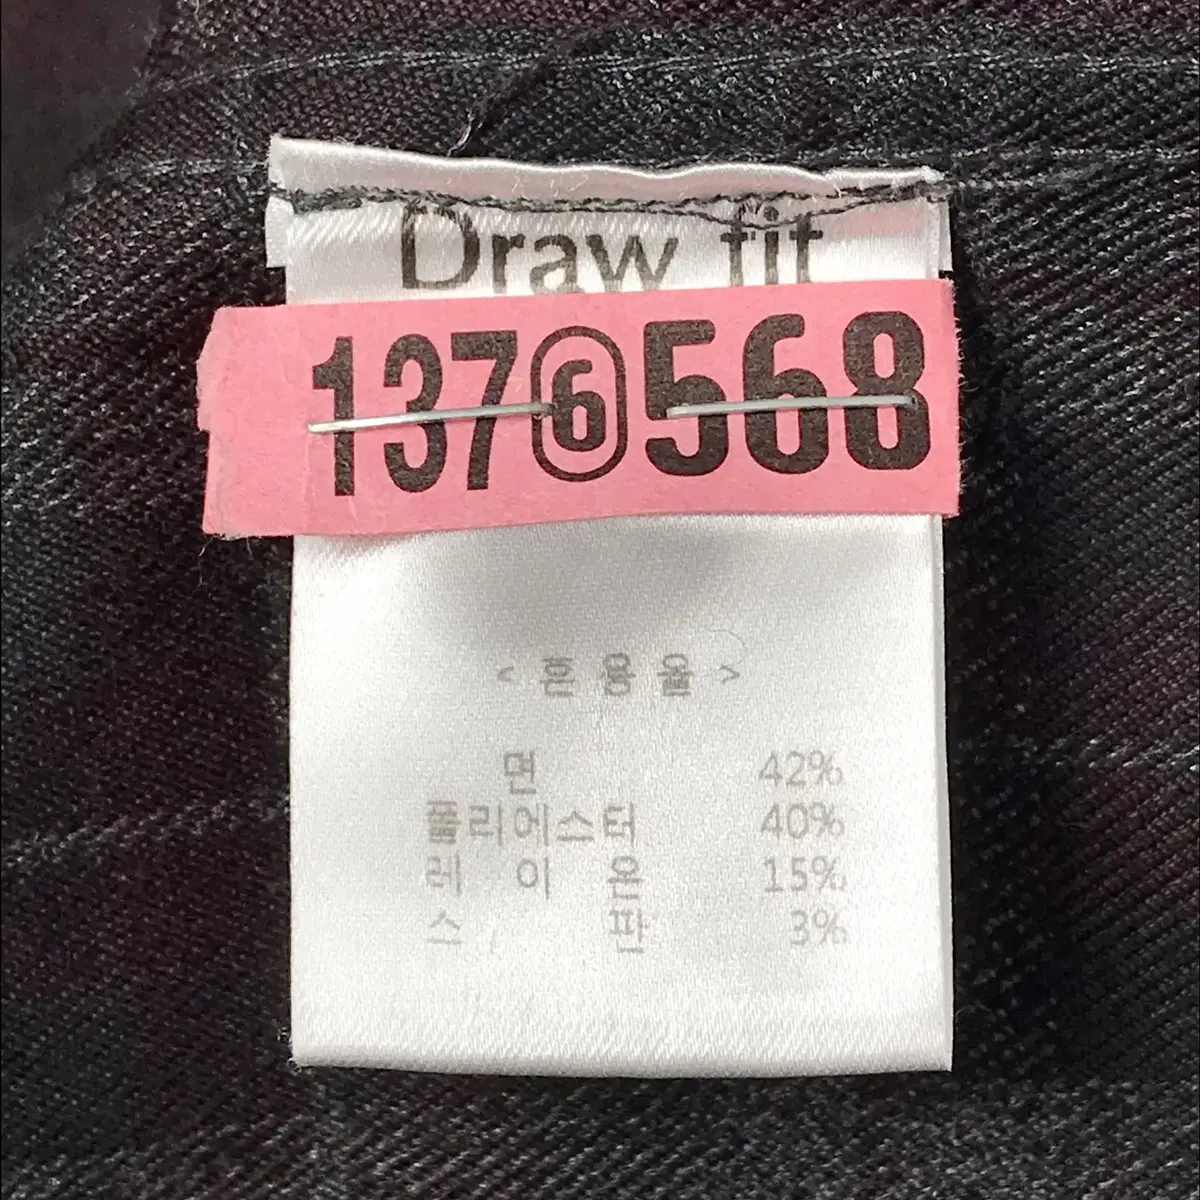 Draw fit
137⑥568
< 혼 용 율 >
면 42%
폴리에스터 40%
레이온 15%
스판 3%